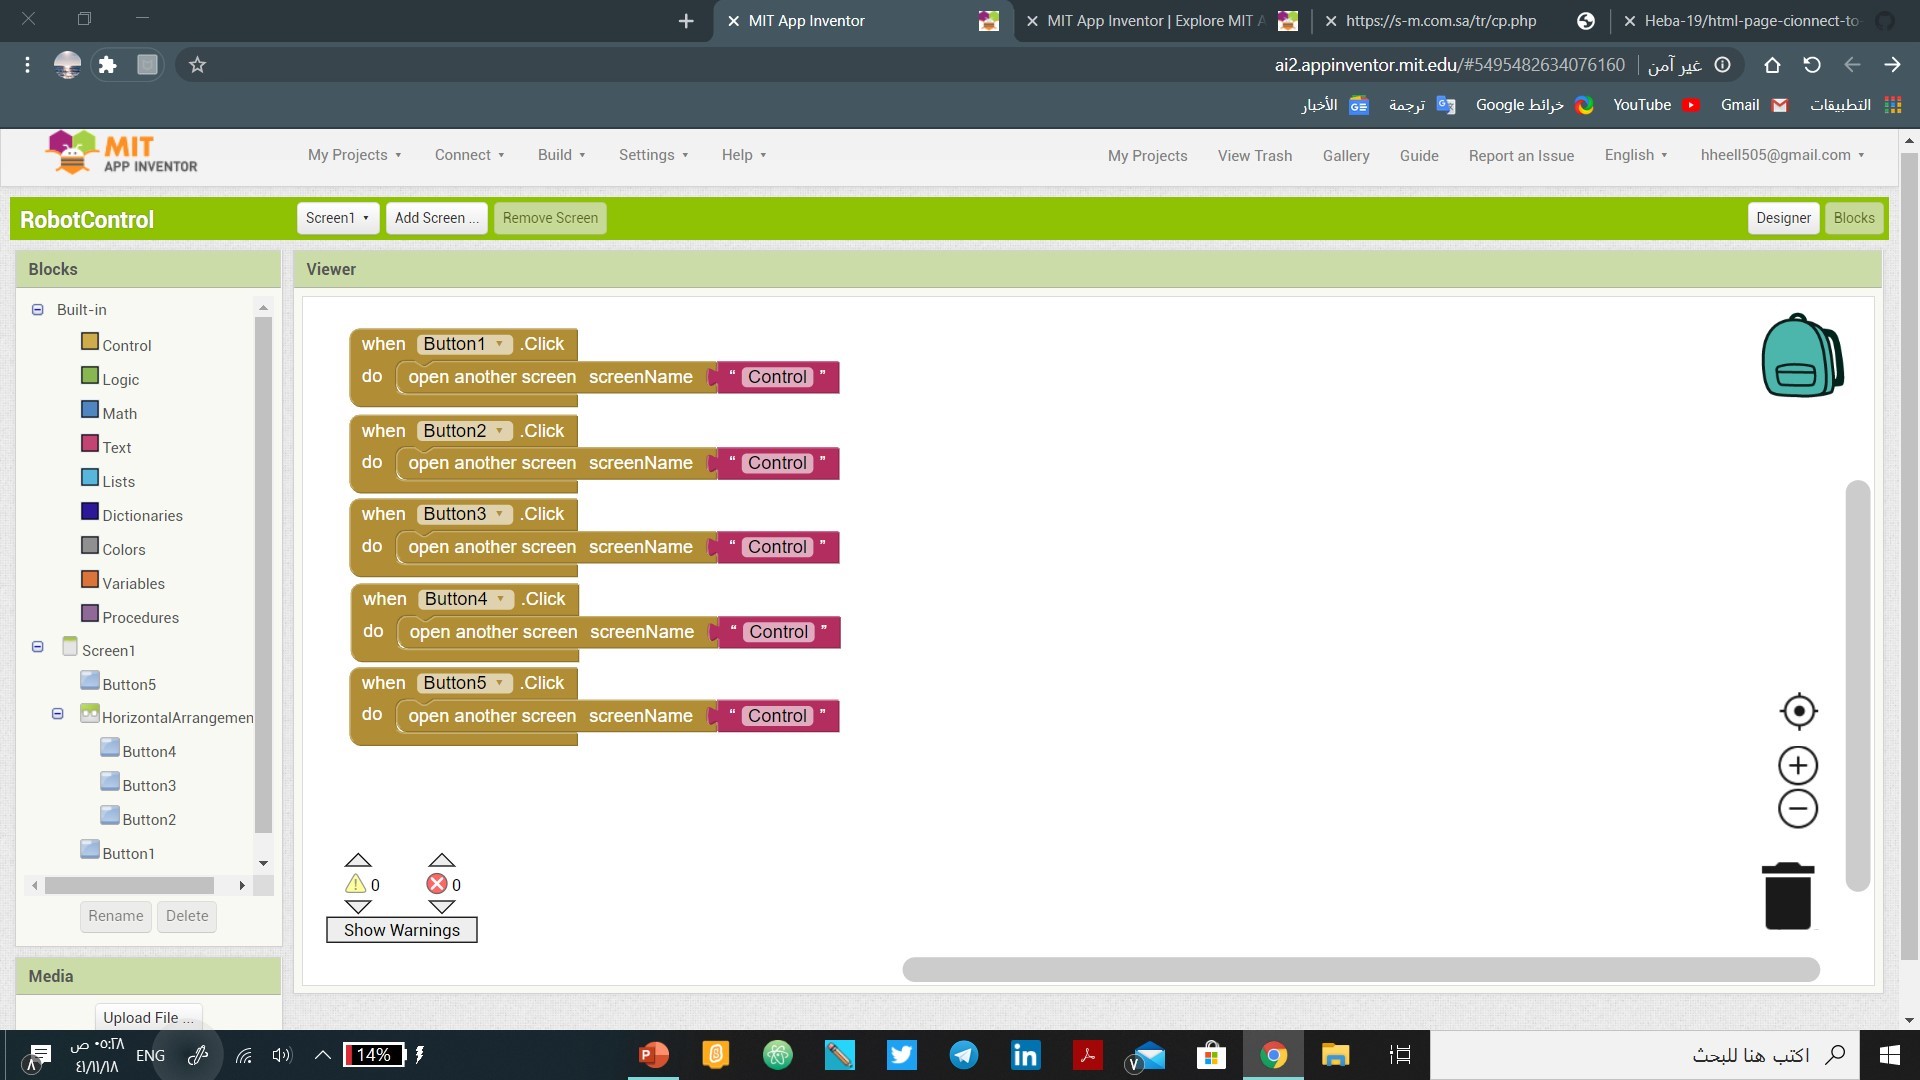 MIT App Inventor
MIT App Inventor | Explore MIT A
https://s-m.com.sa/tr/cp.php
Heba-19/html-page-cionnect-to-
ai2.appinventor.mit.edu/#5495482634076160
غير آمن
التطبيقات
Gmail
YouTube
خرائط Google
ترجمة
الأخبار
MIT
APP INVENTOR
My Projects
Connect
Build
Settings
Help
My Projects
View Trash
Gallery
Guide
Report an Issue
English
hheell505@gmail.com
RobotControl
Screen1
Add Screen ...
Remove Screen
Designer
Blocks
Blocks
Viewer
Built-in
Control
Logic
Math
Text
Lists
Dictionaries
Colors
Variables
Procedures
Screen1
Button5
HorizontalArrangemen
Button4
Button3
Button2
Button1
Rename
Delete
Media
Upload File ...
when Button1 .Click
do open another screen screenName “ Control ”
when Button2 .Click
do open another screen screenName “ Control ”
when Button3 .Click
do open another screen screenName “ Control ”
when Button4 .Click
do open another screen screenName “ Control ”
when Button5 .Click
do open another screen screenName “ Control ”
0
0
Show Warnings
٠٥:٢٨ ص
٤١/١١/١٨
ENG
14%
اكتب هنا للبحث